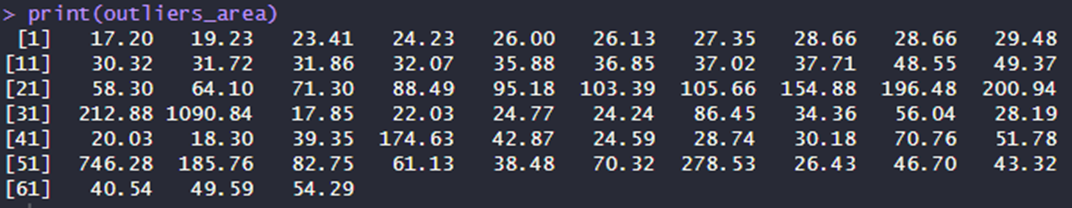 > print(outliers_area)
[1] 17.20 19.23 23.41 24.23 26.00 26.13 27.35 28.66 28.66 29.48
[11] 30.32 31.72 31.86 32.07 35.88 36.85 37.02 37.71 48.55 49.37
[21] 58.30 64.10 71.30 88.49 95.18 103.39 105.66 154.88 196.48 200.94
[31] 212.88 1090.84 17.85 22.03 24.77 24.24 86.45 34.36 56.04 28.19
[41] 20.03 18.30 39.35 174.63 42.87 24.59 28.74 30.18 70.76 51.78
[51] 746.28 185.76 82.75 61.13 38.48 70.32 278.53 26.43 46.70 43.32
[61] 40.54 49.59 54.29